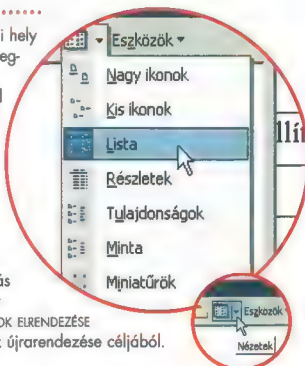 i hely
eg-
Eszközök
Nagy ikonok
Kis ikonok
Lista
Részletek
Tulajdonságok
Minta
Miniatűrök
llí
ás
OK ELRENDEZÉSE
újrarendezése céljából.
Eszközök
Nézetek